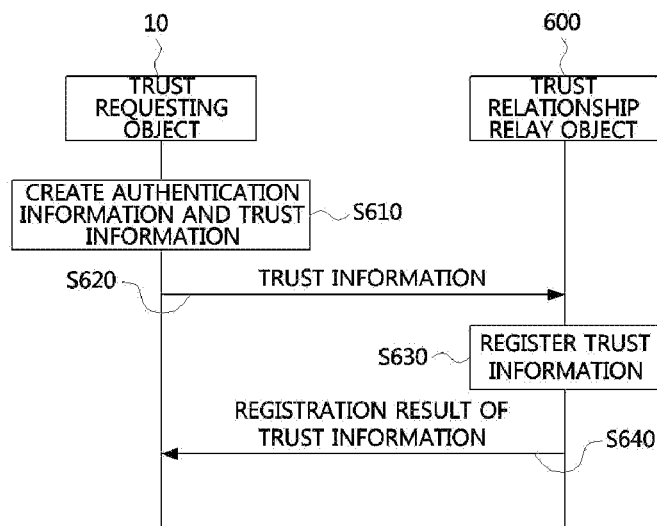 10
600
TRUST
REQUESTING
OBJECT
TRUST
RELATIONSHIP
RELAY OBJECT
CREATE AUTHENTICATION
INFORMATION AND TRUST
INFORMATION
S610
S620
TRUST INFORMATION
S630
REGISTER TRUST
INFORMATION
REGISTRATION RESULT OF
TRUST INFORMATION
S640